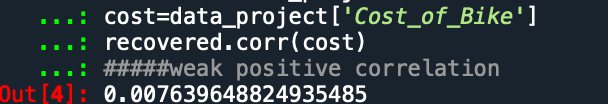 ...: cost=data_project['Cost_of_Bike']
...: recovered.corr(cost)
...: #####weak positive correlation
Out[4]: 0.007639648824935485